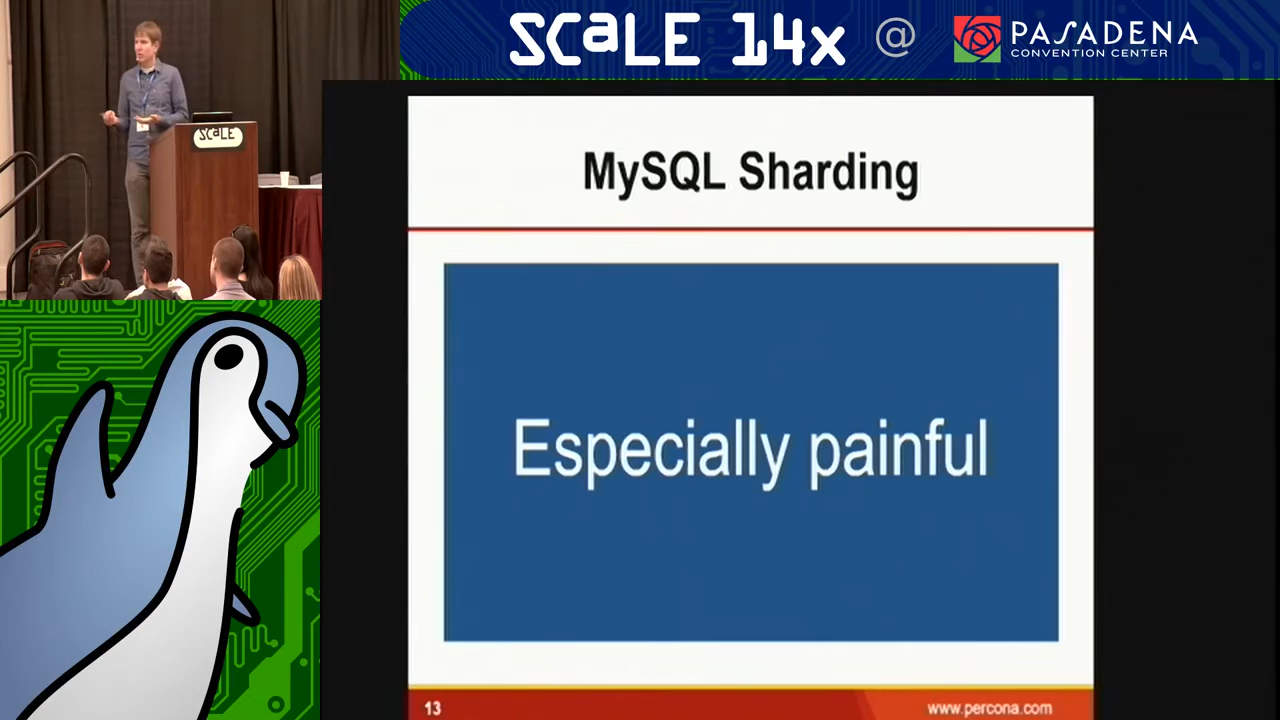 SCALE 14x @ PASADENA
CONVENTION CENTER
SCALE
MySQL Sharding
Especially painful
13
www.percona.com